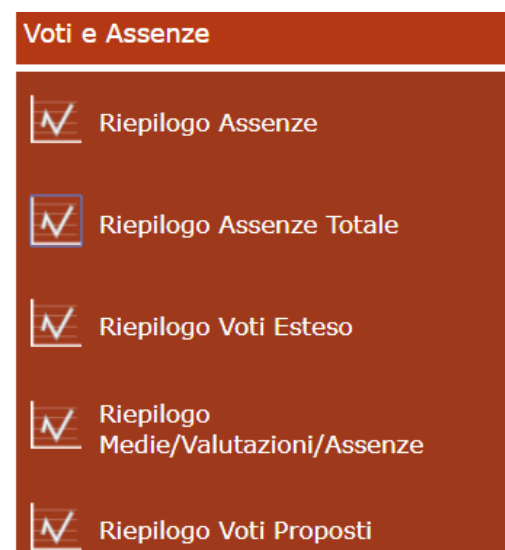 Voti e Assenze
Riepilogo Assenze
Riepilogo Assenze Totale
Riepilogo Voti Esteso
Riepilogo
Medie/Valutazioni/Assenze
Riepilogo Voti Proposti